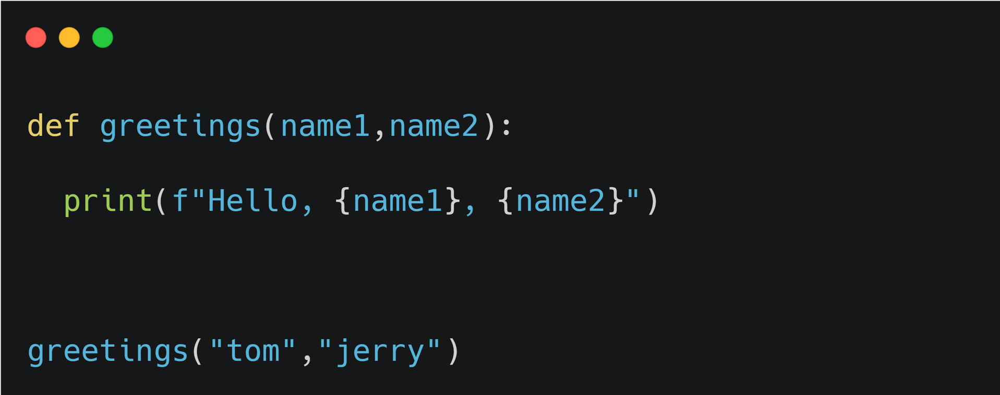 def greetings(name1,name2):
  print(f"Hello, {name1}, {name2}")
greetings("tom","jerry")